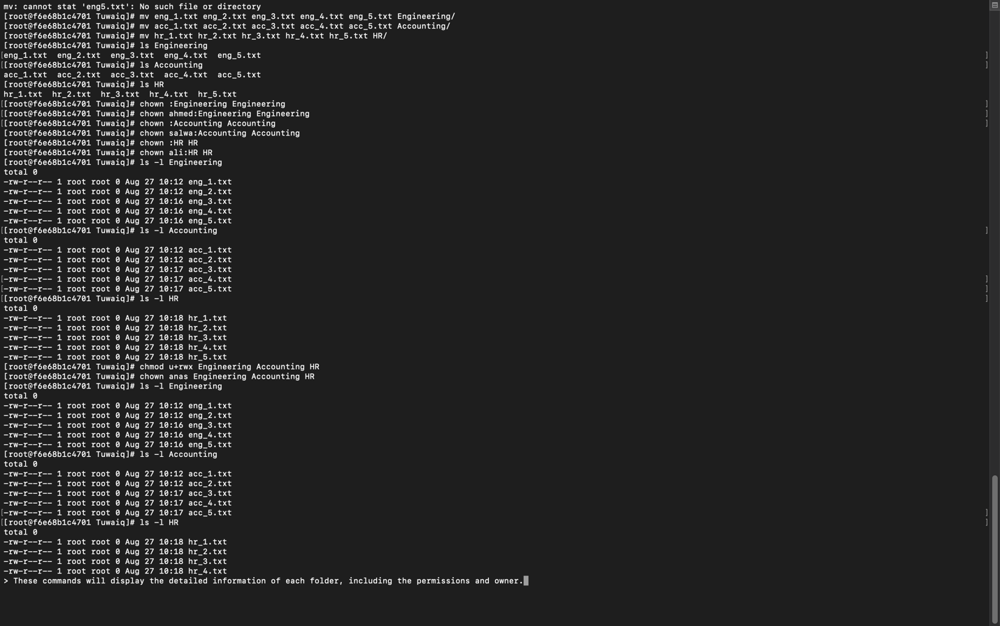 mv: cannot stat 'eng5.txt': No such file or directory
[root@f6e68b1c4701 Tuwaiq]# mv eng_1.txt eng_2.txt eng_3.txt eng_4.txt eng_5.txt Engineering/
[root@f6e68b1c4701 Tuwaiq]# mv acc_1.txt acc_2.txt acc_3.txt acc_4.txt acc_5.txt Accounting/
[root@f6e68b1c4701 Tuwaiq]# mv hr_1.txt hr_2.txt hr_3.txt hr_4.txt hr_5.txt HR/
[root@f6e68b1c4701 Tuwaiq]# ls Engineering
[eng_1.txt  eng_2.txt  eng_3.txt  eng_4.txt  eng_5.txt ]
[[root@f6e68b1c4701 Tuwaiq]# ls Accounting ]
acc_1.txt  acc_2.txt  acc_3.txt  acc_4.txt  acc_5.txt
[root@f6e68b1c4701 Tuwaiq]# ls HR
hr_1.txt  hr_2.txt  hr_3.txt  hr_4.txt  hr_5.txt
[[root@f6e68b1c4701 Tuwaiq]# chown :Engineering Engineering ]
[[root@f6e68b1c4701 Tuwaiq]# chown ahmed:Engineering Engineering ]
[[root@f6e68b1c4701 Tuwaiq]# chown :Accounting Accounting ]
[root@f6e68b1c4701 Tuwaiq]# chown salwa:Accounting Accounting
[root@f6e68b1c4701 Tuwaiq]# chown :HR HR
[root@f6e68b1c4701 Tuwaiq]# chown ali:HR HR
[root@f6e68b1c4701 Tuwaiq]# ls -l Engineering
total 0
-rw-r--r-- 1 root root 0 Aug 27 10:12 eng_1.txt
-rw-r--r-- 1 root root 0 Aug 27 10:12 eng_2.txt
-rw-r--r-- 1 root root 0 Aug 27 10:16 eng_3.txt
-rw-r--r-- 1 root root 0 Aug 27 10:16 eng_4.txt
-rw-r--r-- 1 root root 0 Aug 27 10:16 eng_5.txt
[[root@f6e68b1c4701 Tuwaiq]# ls -l Accounting ]
total 0
-rw-r--r-- 1 root root 0 Aug 27 10:12 acc_1.txt
-rw-r--r-- 1 root root 0 Aug 27 10:12 acc_2.txt
-rw-r--r-- 1 root root 0 Aug 27 10:17 acc_3.txt
[-rw-r--r-- 1 root root 0 Aug 27 10:17 acc_4.txt ]
[-rw-r--r-- 1 root root 0 Aug 27 10:17 acc_5.txt ]
[[root@f6e68b1c4701 Tuwaiq]# ls -l HR ]
total 0
-rw-r--r-- 1 root root 0 Aug 27 10:18 hr_1.txt
-rw-r--r-- 1 root root 0 Aug 27 10:18 hr_2.txt
-rw-r--r-- 1 root root 0 Aug 27 10:18 hr_3.txt
-rw-r--r-- 1 root root 0 Aug 27 10:18 hr_4.txt
-rw-r--r-- 1 root root 0 Aug 27 10:18 hr_5.txt
[root@f6e68b1c4701 Tuwaiq]# chmod u+rwx Engineering Accounting HR
[root@f6e68b1c4701 Tuwaiq]# chown anas Engineering Accounting HR
[root@f6e68b1c4701 Tuwaiq]# ls -l Engineering
total 0
-rw-r--r-- 1 root root 0 Aug 27 10:12 eng_1.txt
-rw-r--r-- 1 root root 0 Aug 27 10:12 eng_2.txt
-rw-r--r-- 1 root root 0 Aug 27 10:16 eng_3.txt
-rw-r--r-- 1 root root 0 Aug 27 10:16 eng_4.txt
-rw-r--r-- 1 root root 0 Aug 27 10:16 eng_5.txt
[root@f6e68b1c4701 Tuwaiq]# ls -l Accounting
total 0
-rw-r--r-- 1 root root 0 Aug 27 10:12 acc_1.txt
-rw-r--r-- 1 root root 0 Aug 27 10:12 acc_2.txt
-rw-r--r-- 1 root root 0 Aug 27 10:17 acc_3.txt
-rw-r--r-- 1 root root 0 Aug 27 10:17 acc_4.txt
[-rw-r--r-- 1 root root 0 Aug 27 10:17 acc_5.txt ]
[[root@f6e68b1c4701 Tuwaiq]# ls -l HR ]
total 0
-rw-r--r-- 1 root root 0 Aug 27 10:18 hr_1.txt
-rw-r--r-- 1 root root 0 Aug 27 10:18 hr_2.txt
-rw-r--r-- 1 root root 0 Aug 27 10:18 hr_3.txt
-rw-r--r-- 1 root root 0 Aug 27 10:18 hr_4.txt
> These commands will display the detailed information of each folder, including the permissions and owner.